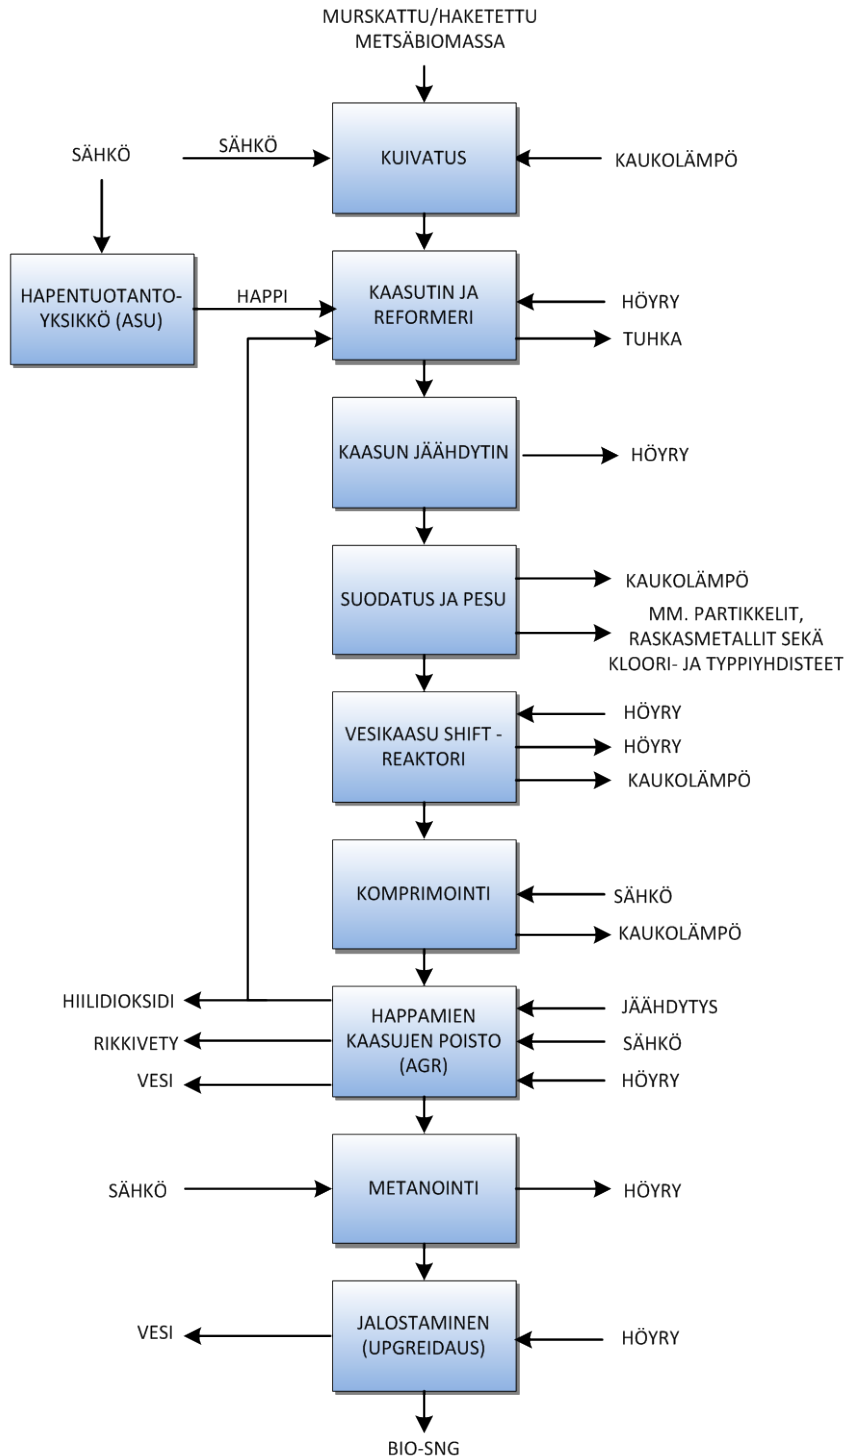 MURSKATTU/HAKETETTU
METSÄBIOMASSA
SÄHKÖ
SÄHKÖ
KUIVATUS
KAUKOLÄMPÖ
HAPENTUOTANTO-
YKSIKKÖ (ASU)
HAPPI
KAASUTIN JA
REFORMERI
HÖYRY
TUHKA
KAASUN JÄÄHDYTIN
HÖYRY
SUODATUS JA PESU
KAUKOLÄMPÖ
MM. PARTIKKELIT,
RASKASMETALLIT SEKÄ
KLOORI- JA TYPPIYHDISTEET
VESIKAASU SHIFT -
REAKTORI
HÖYRY
HÖYRY
KAUKOLÄMPÖ
KOMPRIMOINTI
SÄHKÖ
KAUKOLÄMPÖ
HIILIDIOKSIDI
RIKKIVETY
VESI
HAPPAMIEN
KAASUJEN POISTO
(AGR)
JÄÄHDYTYS
SÄHKÖ
HÖYRY
SÄHKÖ
METANOINTI
HÖYRY
VESI
JALOSTAMINEN
(UPGREIDAUS)
HÖYRY
BIO-SNG